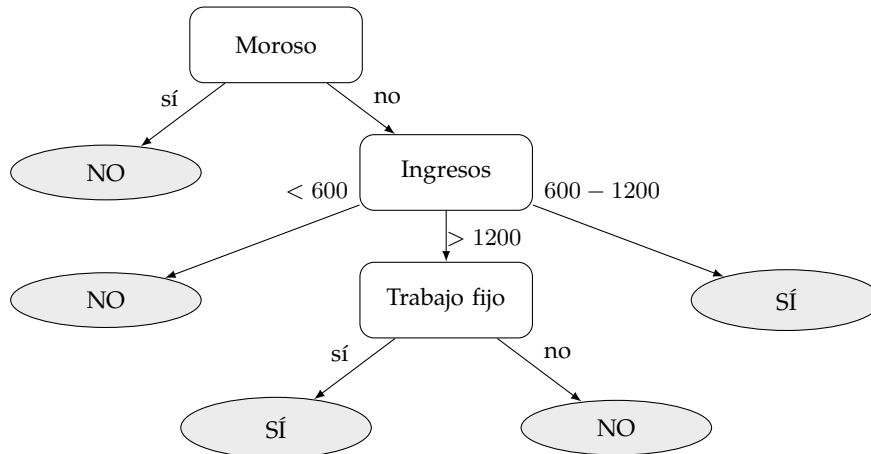 Moroso
sí
no
NO
Ingresos
< 600
600 − 1200
> 1200
NO
Trabajo fijo
SÍ
sí
no
SÍ
NO